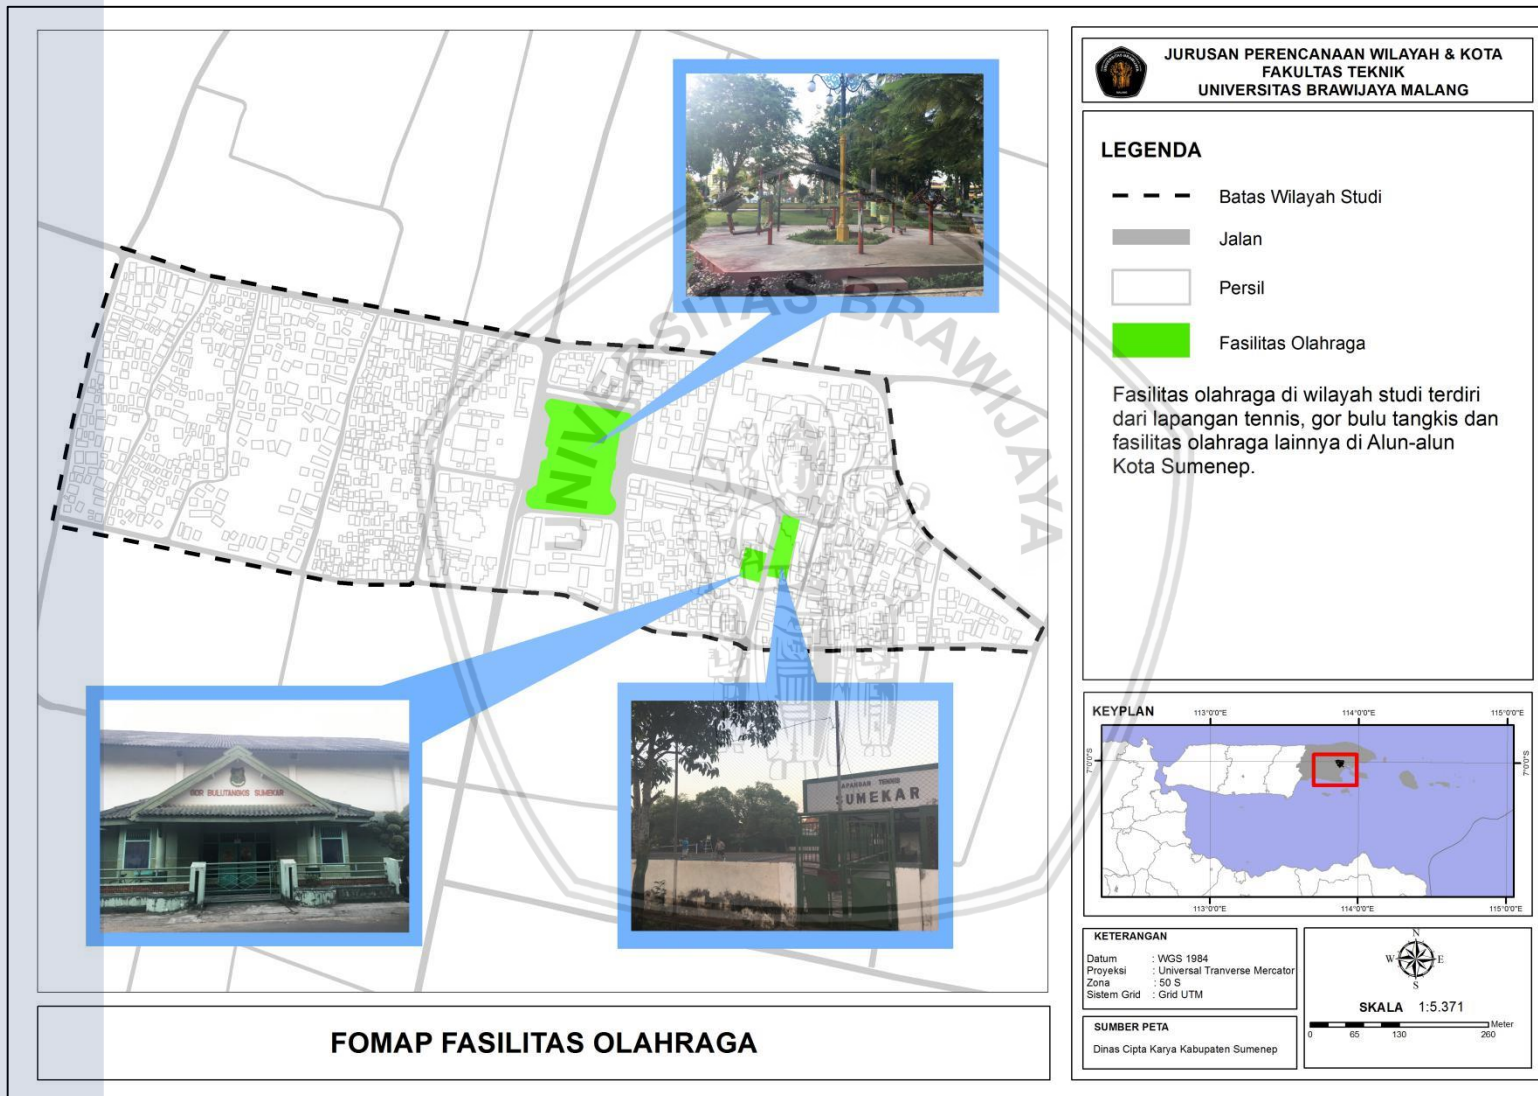 JURUSAN PERENCANAAN WILAYAH & KOTA
FAKULTAS TEKNIK
UNIVERSITAS BRAWIJAYA MALANG
LEGENDA
Batas Wilayah Studi
Jalan
Persil
Fasilitas Olahraga
Fasilitas olahraga di wilayah studi terdiri
dari lapangan tennis, gor bulu tangkis dan
fasilitas olahraga lainnya di Alun-alun
Kota Sumenep.
UNIVERSITAS BRAWIJAYA
GOR BULUTANGKIS SUMEKAR
LAPANGAN TENNIS
SUMEKAR
KEYPLAN
113°0'0"E 114°0'0"E 115°0'0"E
7°0'0"S 7°0'0"S
113°0'0"E 114°0'0"E 115°0'0"E
KETERANGAN
Datum : WGS 1984
Proyeksi : Universal Tranverse Mercator
Zona : 50 S
Sistem Grid : Grid UTM
N
W E
S
SKALA 1:5.371
Meter
0 65 130 260
SUMBER PETA
Dinas Cipta Karya Kabupaten Sumenep
FOMAP FASILITAS OLAHRAGA